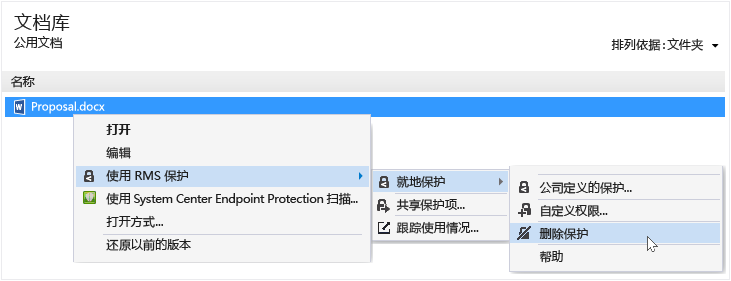 文档库
公用文档
排列依据:文件夹
名称
Proposal.docx
打开
编辑
使用 RMS 保护
使用 System Center Endpoint Protection 扫描...
打开方式...
还原以前的版本
就地保护
共享保护项...
跟踪使用情况...
公司定义的保护...
自定义权限...
删除保护
帮助